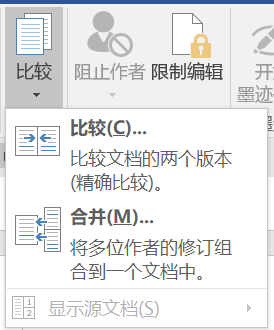 比较
阻止作者
限制编辑
比较(C)...
比较文档的两个版本
(精确比较)。
合并(M)...
将多位作者的修订组
合到一个文档中。
显示源文档(S)